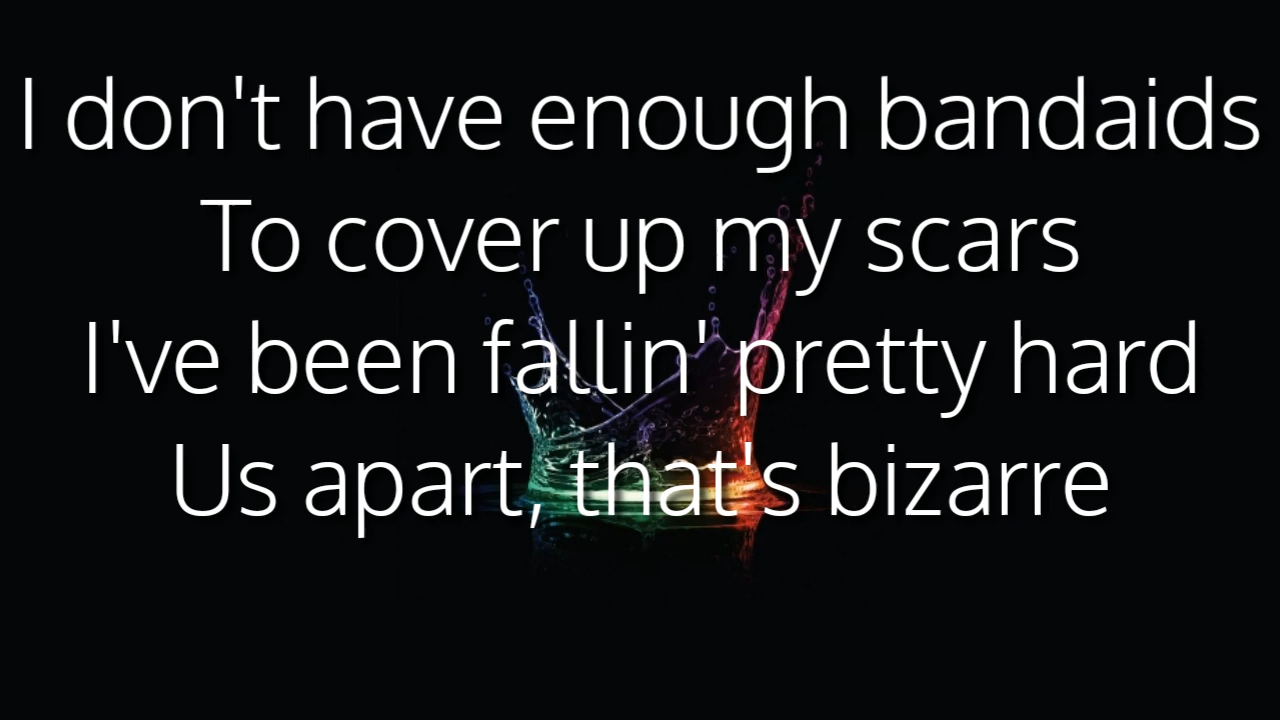 I don't have enough bandaids
To cover up my scars
I've been fallin' pretty hard
Us apart, that's bizarre